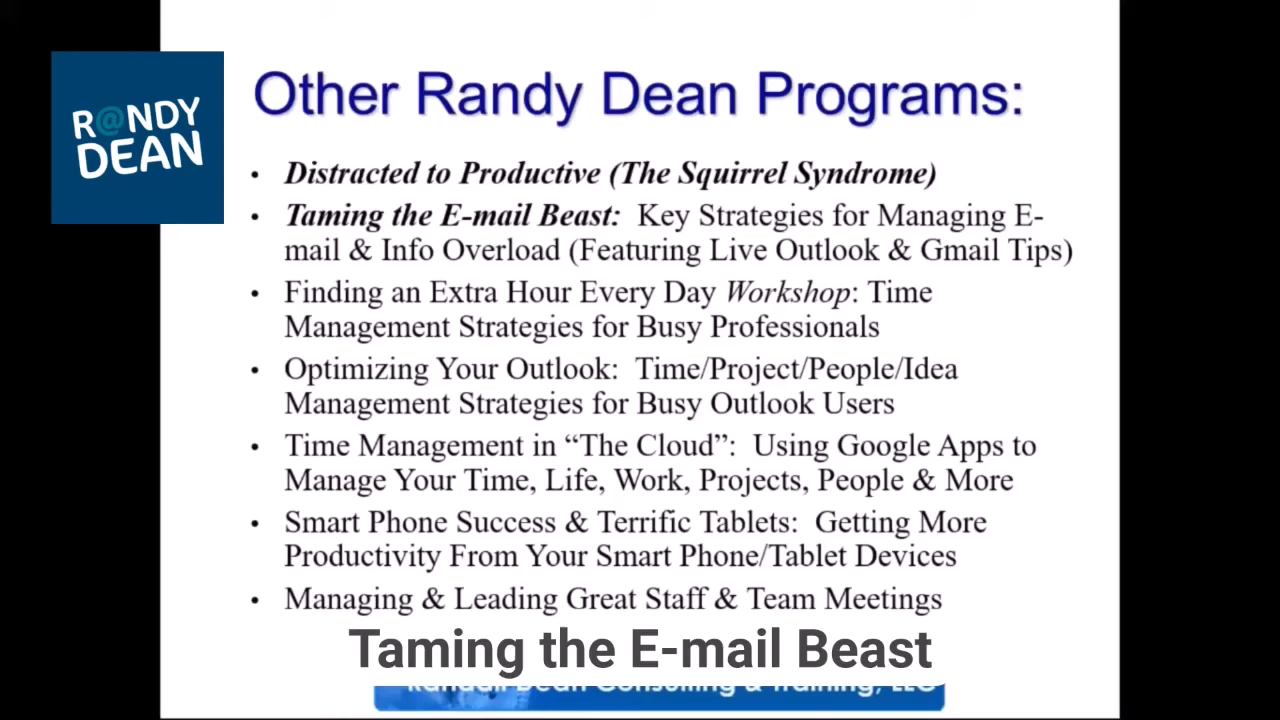 Other Randy Dean Programs:
R@NDY
DEAN
• Distracted to Productive (The Squirrel Syndrome)
• Taming the E-mail Beast: Key Strategies for Managing E-
mail & Info Overload (Featuring Live Outlook & Gmail Tips)
• Finding an Extra Hour Every Day Workshop: Time
Management Strategies for Busy Professionals
• Optimizing Your Outlook: Time/Project/People/Idea
Management Strategies for Busy Outlook Users
• Time Management in “The Cloud”: Using Google Apps to
Manage Your Time, Life, Work, Projects, People & More
• Smart Phone Success & Terrific Tablets: Getting More
Productivity From Your Smart Phone/Tablet Devices
• Managing & Leading Great Staff & Team Meetings
Taming the E-mail Beast
Randall Dean Consulting & Training, LLC